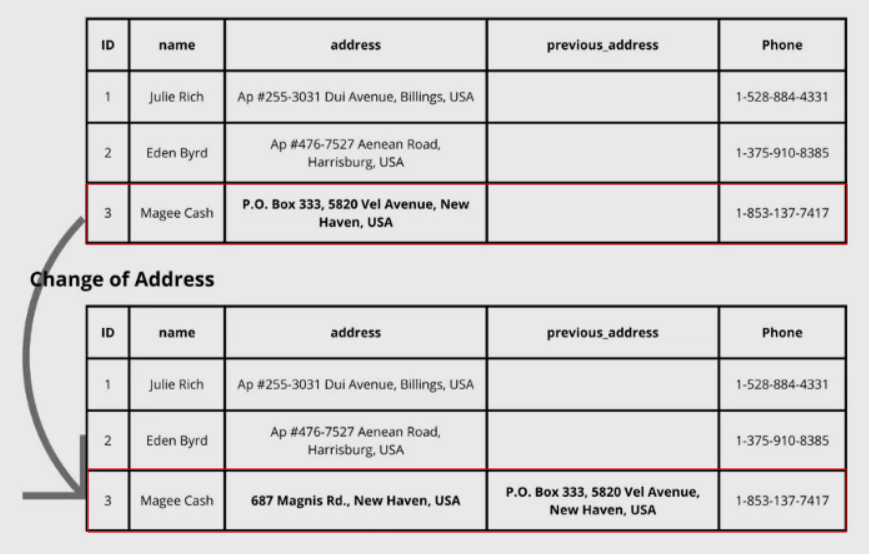 ID name address previous_address Phone
1 Julie Rich Ap #255-3031 Dui Avenue, Billings, USA 1-528-884-4331
2 Eden Byrd Ap #476-7527 Aenean Road,
Harrisburg, USA 1-375-910-8385
3 Magee Cash P.O. Box 333, 5820 Vel Avenue, New
Haven, USA 1-853-137-7417
Change of Address
ID name address previous_address Phone
1 Julie Rich Ap #255-3031 Dui Avenue, Billings, USA 1-528-884-4331
2 Eden Byrd Ap #476-7527 Aenean Road,
Harrisburg, USA 1-375-910-8385
3 Magee Cash 687 Magnis Rd., New Haven, USA P.O. Box 333, 5820 Vel Avenue,
New Haven, USA 1-853-137-7417